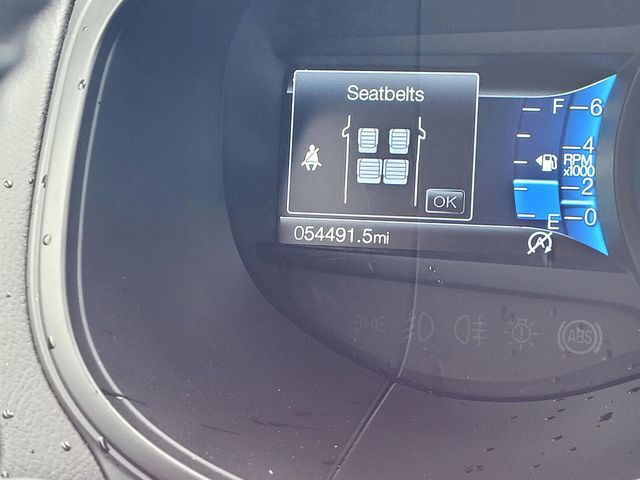 Seatbelts
OK
054491.5mi
F
E
6
4
RPM
x1000
2
0
A
ABS